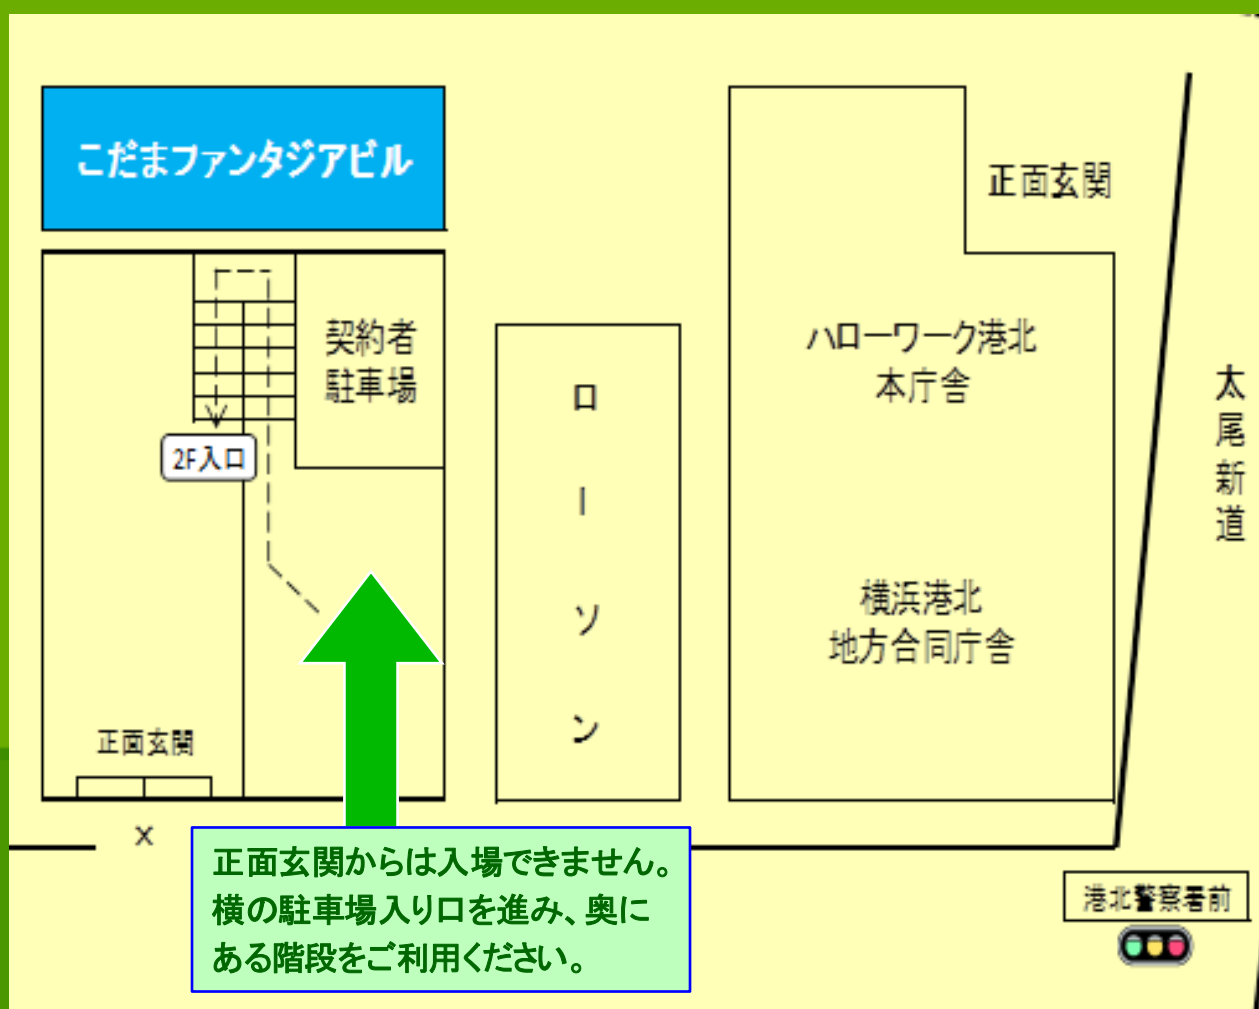 こだまファンタジアビル
正面玄関
契約者
駐車場
2F入口
ローソン
ハローワーク港北
本庁舎
太尾新道
横浜港北
地方合同庁舎
正面玄関
×
正面玄関からは入場できません。
横の駐車場入り口を進み、奥に
ある階段をご利用ください。
港北警察署前